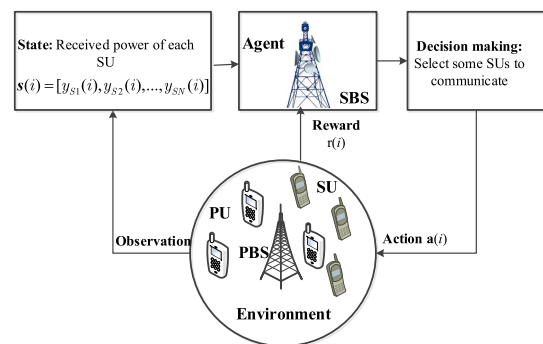 State: Received power of each
SU
s(i) = [y_{S1}(i), y_{S2}(i),..., y_{SN}(i)]
Agent
SBS
Decision making:
Select some SUs to
communicate
Reward
r(i)
SU
PU
PBS
Observation
Action a(i)
Environment